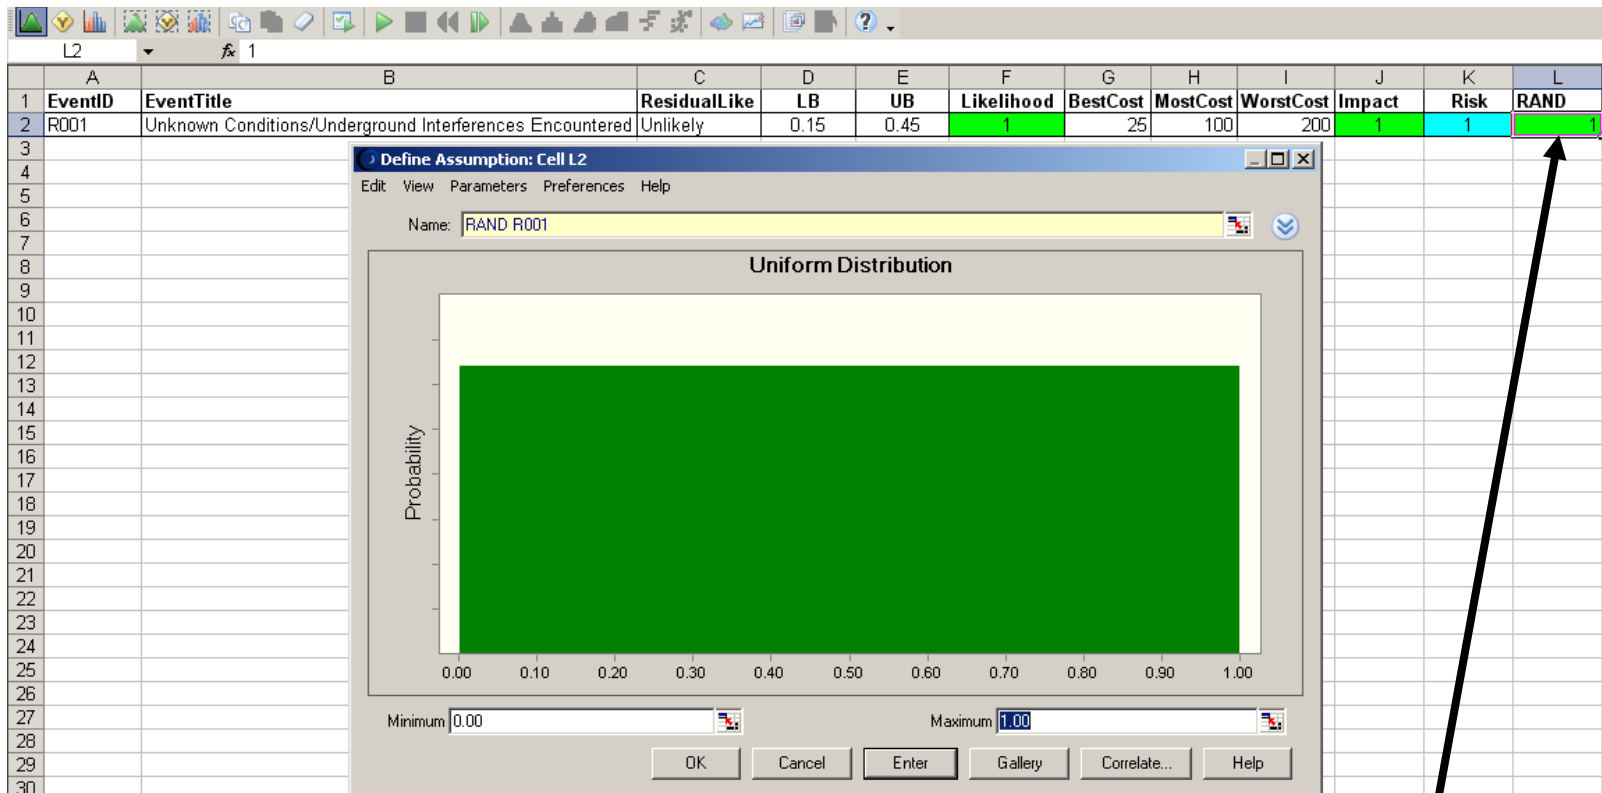 L2 fx 1
A B C D E F G H I J K L
1 EventID EventTitle ResidualLike LB UB Likelihood BestCost MostCost WorstCost Impact Risk RAND
2 R001 Unknown Conditions/Underground Interferences Encountered Unlikely 0.15 0.45 1 25 100 200 1 1 1
3
Define Assumption: Cell L2
4
Edit View Parameters Preferences Help
5
6
Name: RAND R001
7
8
Uniform Distribution
9
10
11
12
13
14
15
16
17
18
19
20
21
22
23
24
Probability
25
0.00 0.10 0.20 0.30 0.40 0.50 0.60 0.70 0.80 0.90 1.00
26
27
Minimum 0.00 Maximum 1.00
28
29
OK Cancel Enter Gallery Correlate... Help
30